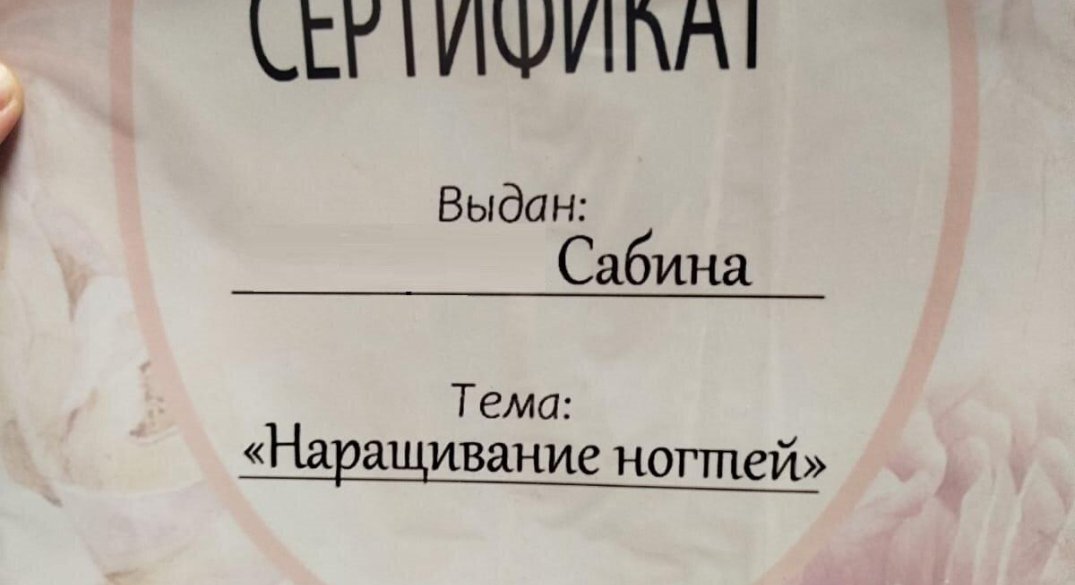 СЕРТИФИКАТ
Выдан:
Сабина
Тема:
«Наращивание ногтей»